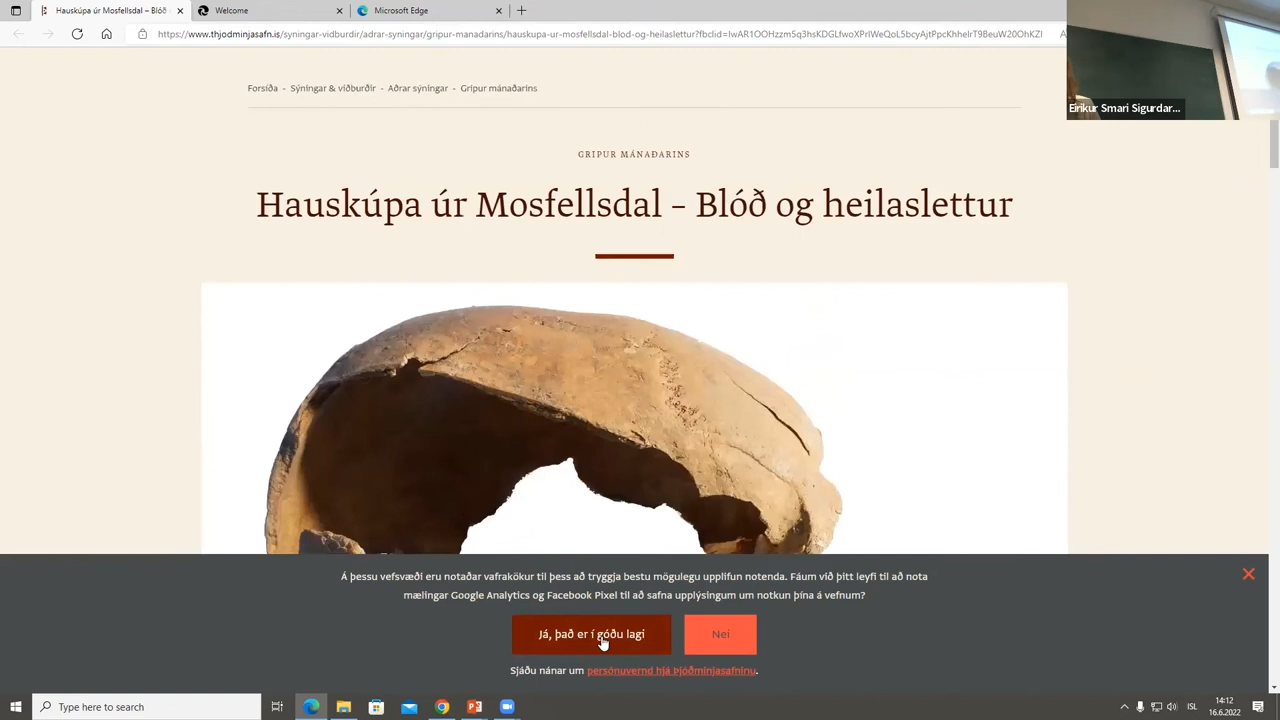 Hauskúpa úr Mosfellsdal – Blóð
Welcome
Microsoft Edge
https://www.thjodminjasafn.is/syningar-vidburdir/adrar-syningar/gripur-manadarins/hauskupa-ur-mosfellsdal-blod-og-heilaslettur?fbclid=
Eirikur Smari Sigurdar...
Forsíða - Sýningar & viðburðir - Aðrar sýningar - Gripur mánaðarins
GRIPUR MÁNAÐARINS
Hauskúpa úr Mosfellsdal – Blóð og heilaslettur
Á þessu vefsvæði eru notaðar vafrakökur til þess að tryggja bestu mögulegu upplifun notenda. Fáum við þitt leyfi til að nota
mælingar Google Analytics og Facebook Pixel til að safna upplýsingum um notkun þína á vefnum?
Já, það er í góðu lagi
Nei
Sjáðu nánar um persónuvernd hjá Þjóðminjasafninu.
Type here to search
ISL
14:12
16.6.2022